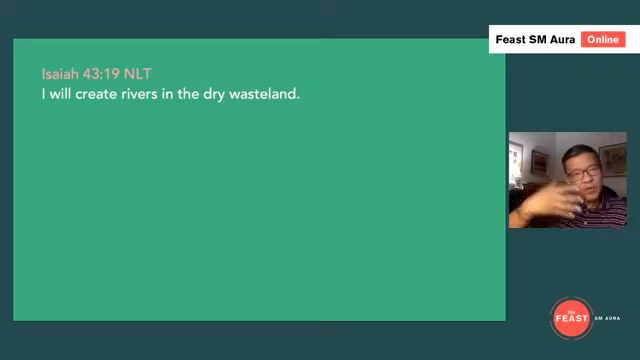 Feast SM Aura Online
Isaiah 43:19 NLT
I will create rivers in the dry wasteland.
the
FEAST SM AURA